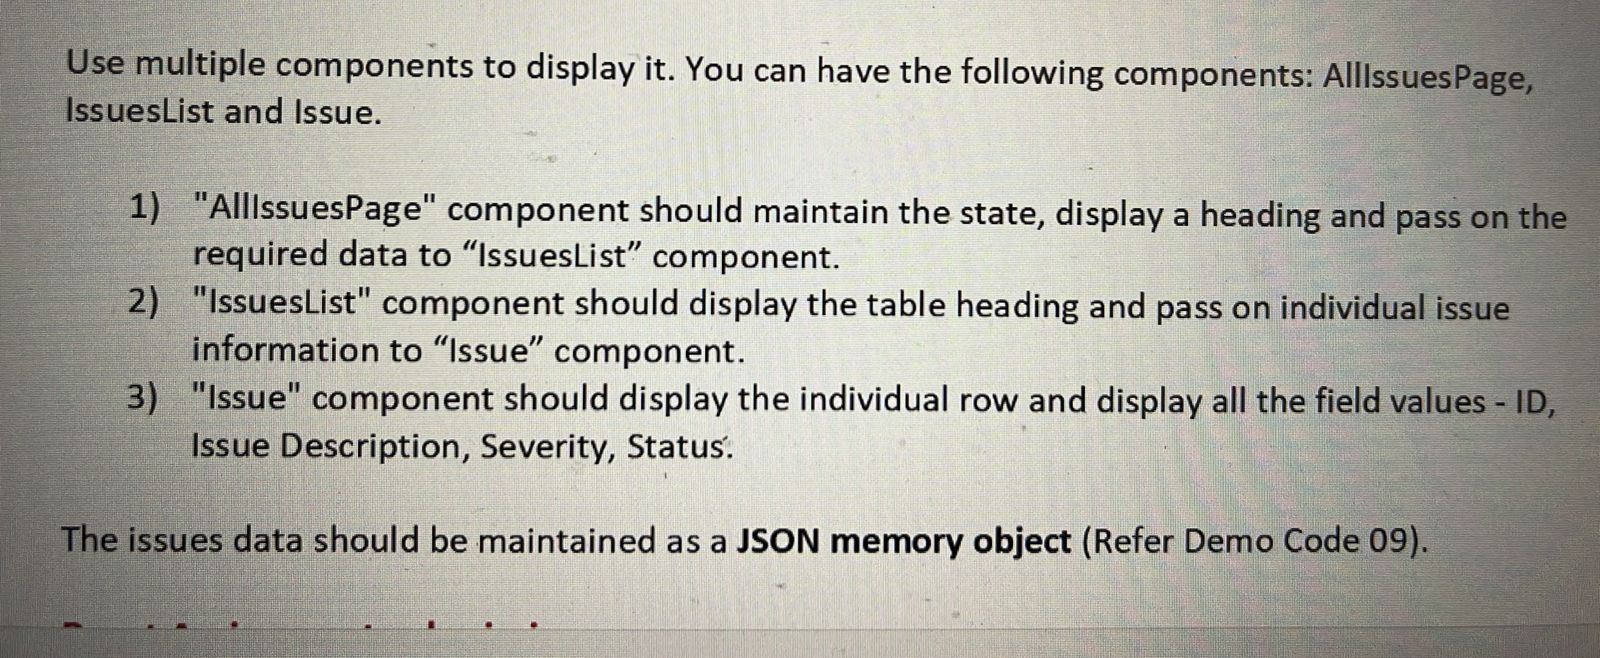 Use multiple components to display it. You can have the following components: AllIssuesPage,
IssuesList and Issue.
1) "AllIssuesPage" component should maintain the state, display a heading and pass on the
required data to “IssuesList” component.
2) "IssuesList" component should display the table heading and pass on individual issue
information to “Issue” component.
3) "Issue" component should display the individual row and display all the field values - ID,
Issue Description, Severity, Status.
The issues data should be maintained as a JSON memory object (Refer Demo Code 09).